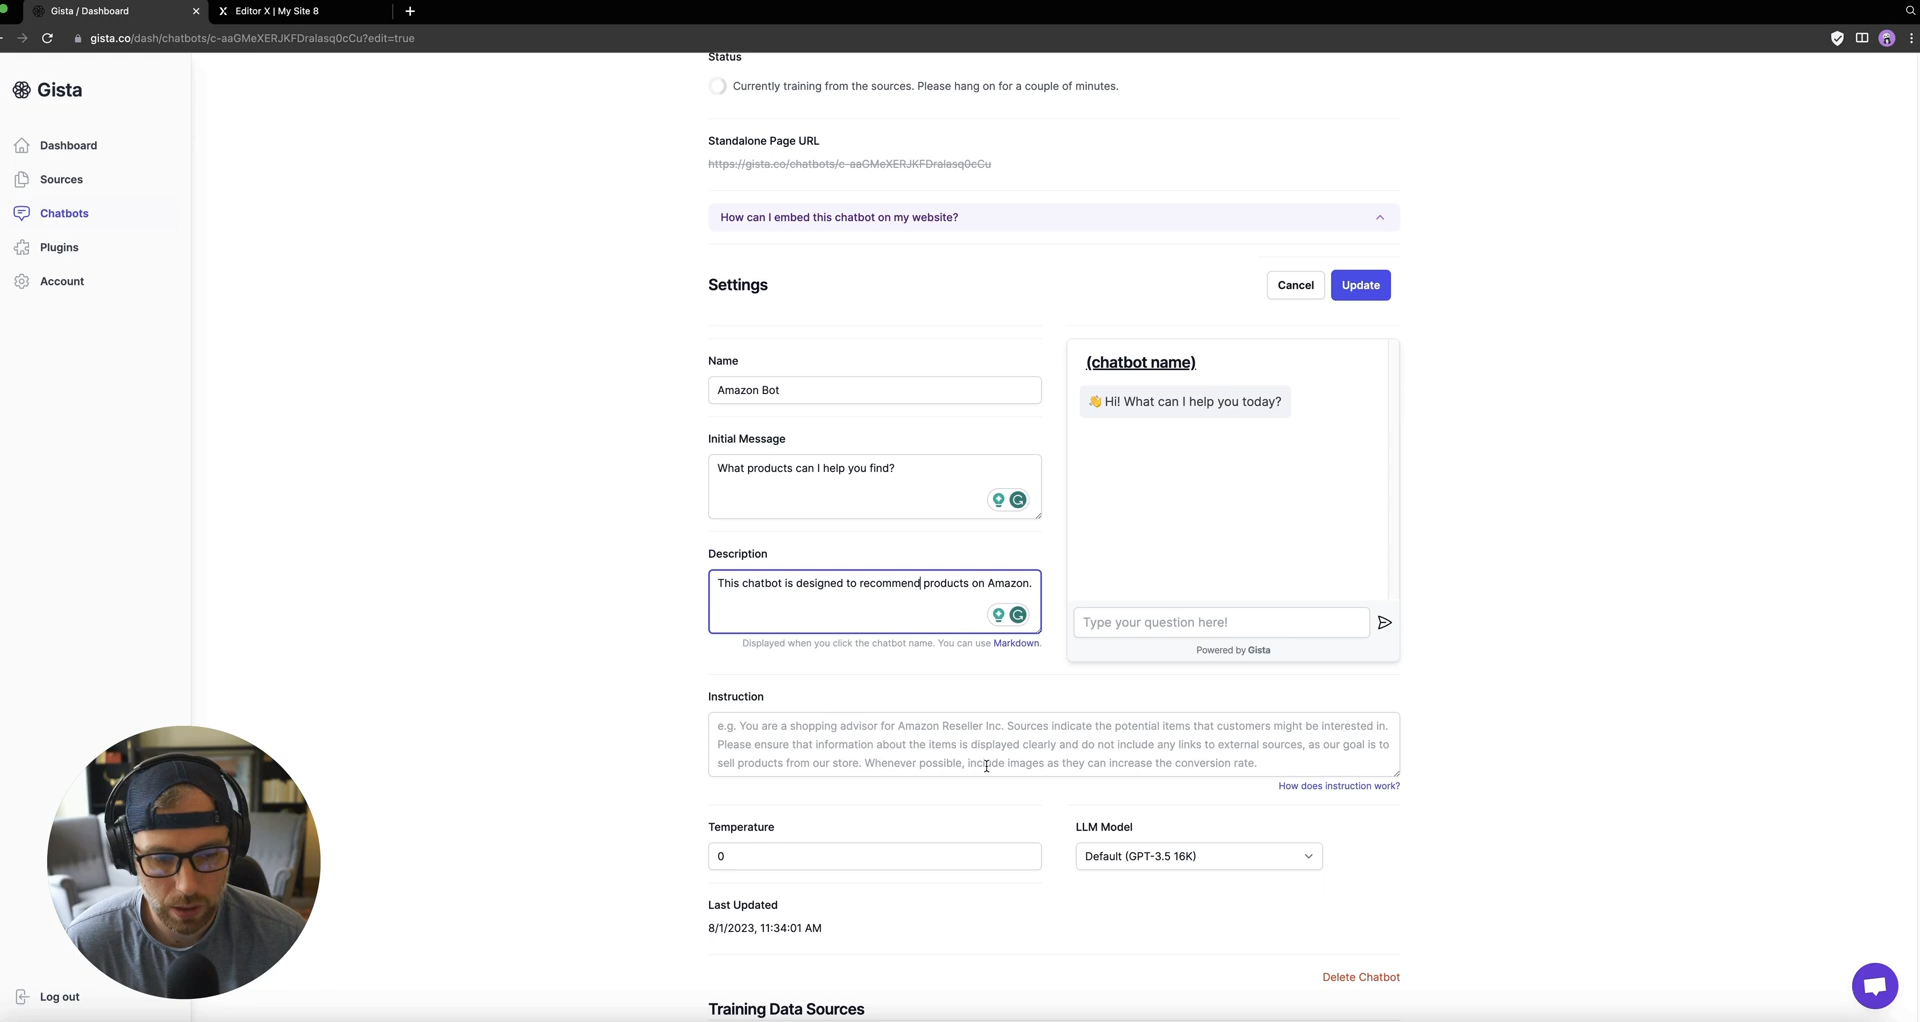 Gista / Dashboard
Editor X | My Site 8
gista.co/dash/chatbots/c-aaGMeXERJKFDralasq0cCu?edit=true
Gista
Dashboard
Sources
Chatbots
Plugins
Account
Log out
Status
Currently training from the sources. Please hang on for a couple of minutes.
Standalone Page URL
https://gista.co/chatbots/c-aaGMeXERJKFDralasq0cCu
How can I embed this chatbot on my website?
Settings
Cancel
Update
Name
Amazon Bot
Initial Message
What products can I help you find?
Description
This chatbot is designed to recommend products on Amazon.
Displayed when you click the chatbot name. You can use Markdown.
(chatbot name)
👋 Hi! What can I help you today?
Type your question here!
Powered by Gista
Instruction
e.g. You are a shopping advisor for Amazon Reseller Inc. Sources indicate the potential items that customers might be interested in.
Please ensure that information about the items is displayed clearly and do not include any links to external sources, as our goal is to
sell products from our store. Whenever possible, include images as they can increase the conversion rate.
How does instruction work?
Temperature
0
LLM Model
Default (GPT-3.5 16K)
Last Updated
8/1/2023, 11:34:01 AM
Delete Chatbot
Training Data Sources